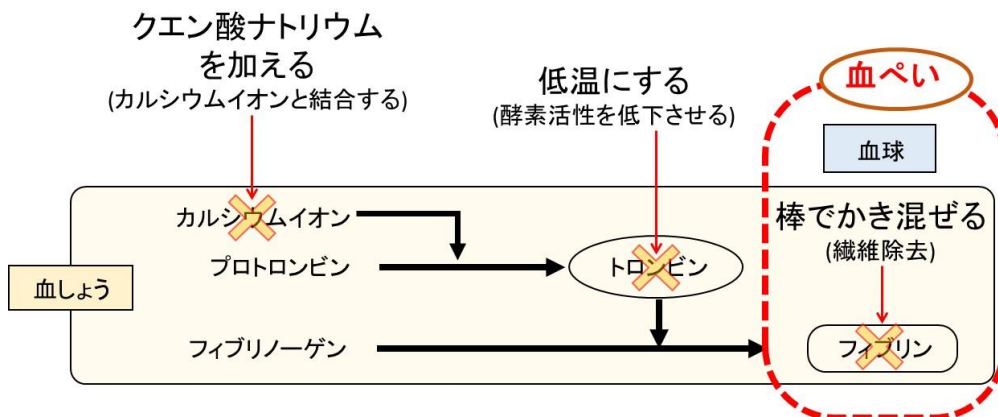 クエン酸ナトリウム
を加える
(カルシウムイオンと結合する)
低温にする
(酵素活性を低下させる)
血ぺい
血球
カルシウムイオン
プロトロンビン
トロンビン
棒でかき混ぜる
(繊維除去)
血しょう
フィブリノーゲン
フィブリン